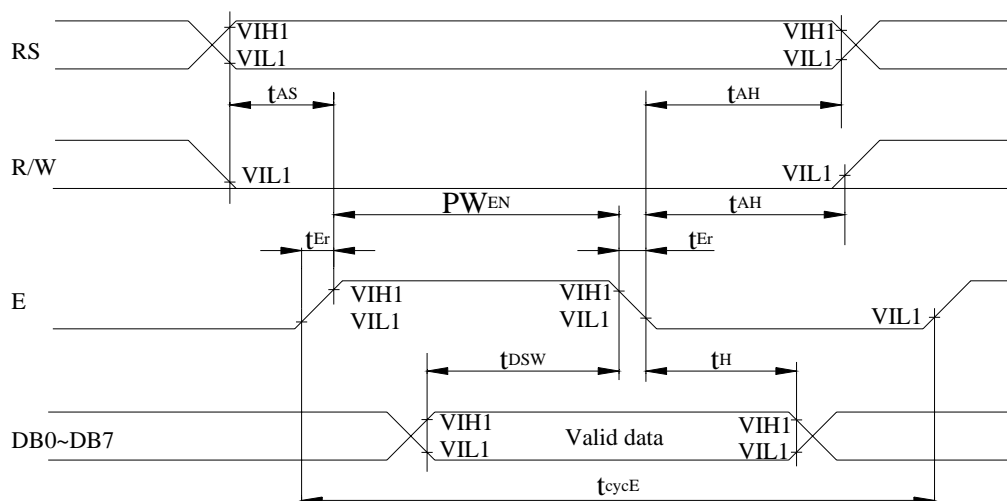 RS
VIH1 VIH1
VIL1 VIL1
tAS tAH
R/W
VIL1 VIL1
PWEN tAH
tEr tEr
E
VIH1 VIH1
VIL1 VIL1 VIL1
tDSW tH
DB0~DB7
VIH1 VIH1
Valid data
VIL1 VIL1
tcycE